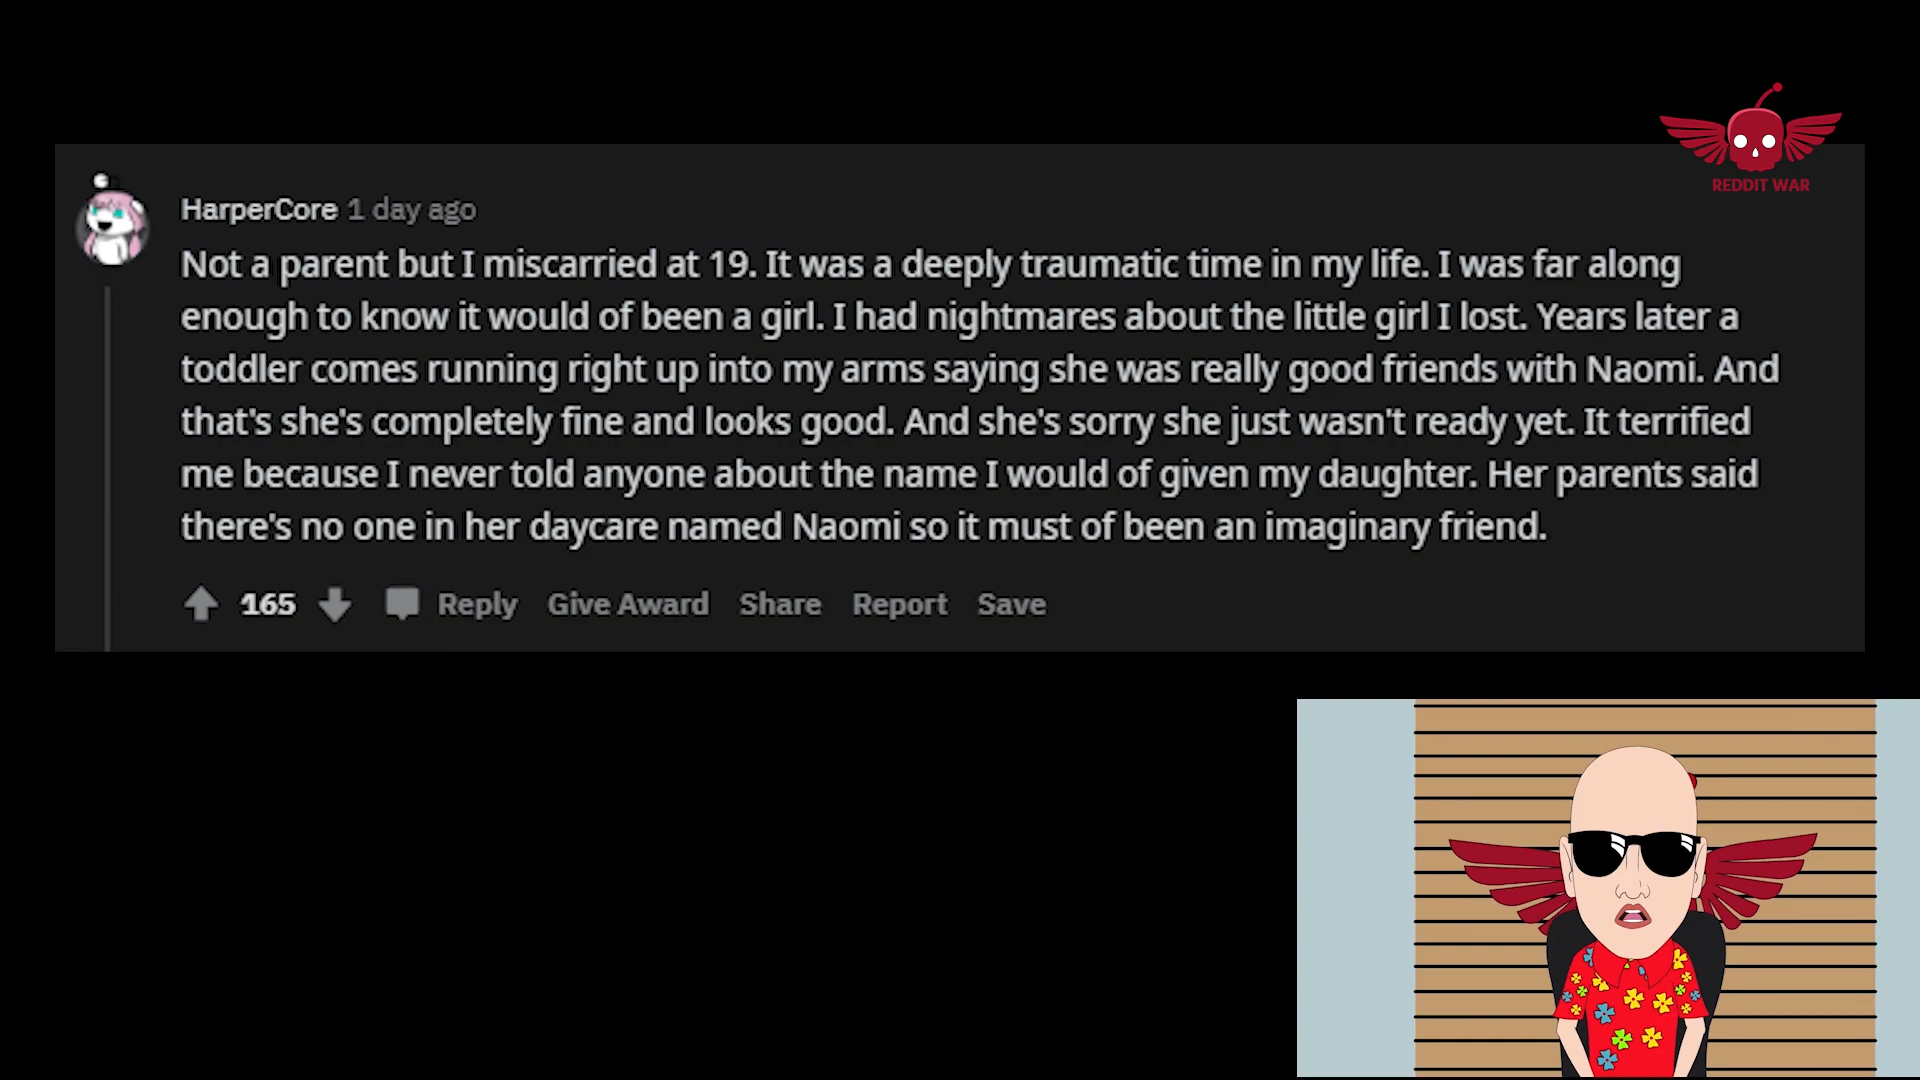 REDDIT WAR
HarperCore 1 day ago
Not a parent but I miscarried at 19. It was a deeply traumatic time in my life. I was far along
enough to know it would of been a girl. I had nightmares about the little girl I lost. Years later a
toddler comes running right up into my arms saying she was really good friends with Naomi. And
that's she's completely fine and looks good. And she's sorry she just wasn't ready yet. It terrified
me because I never told anyone about the name I would of given my daughter. Her parents said
there's no one in her daycare named Naomi so it must of been an imaginary friend.
165 Reply Give Award Share Report Save